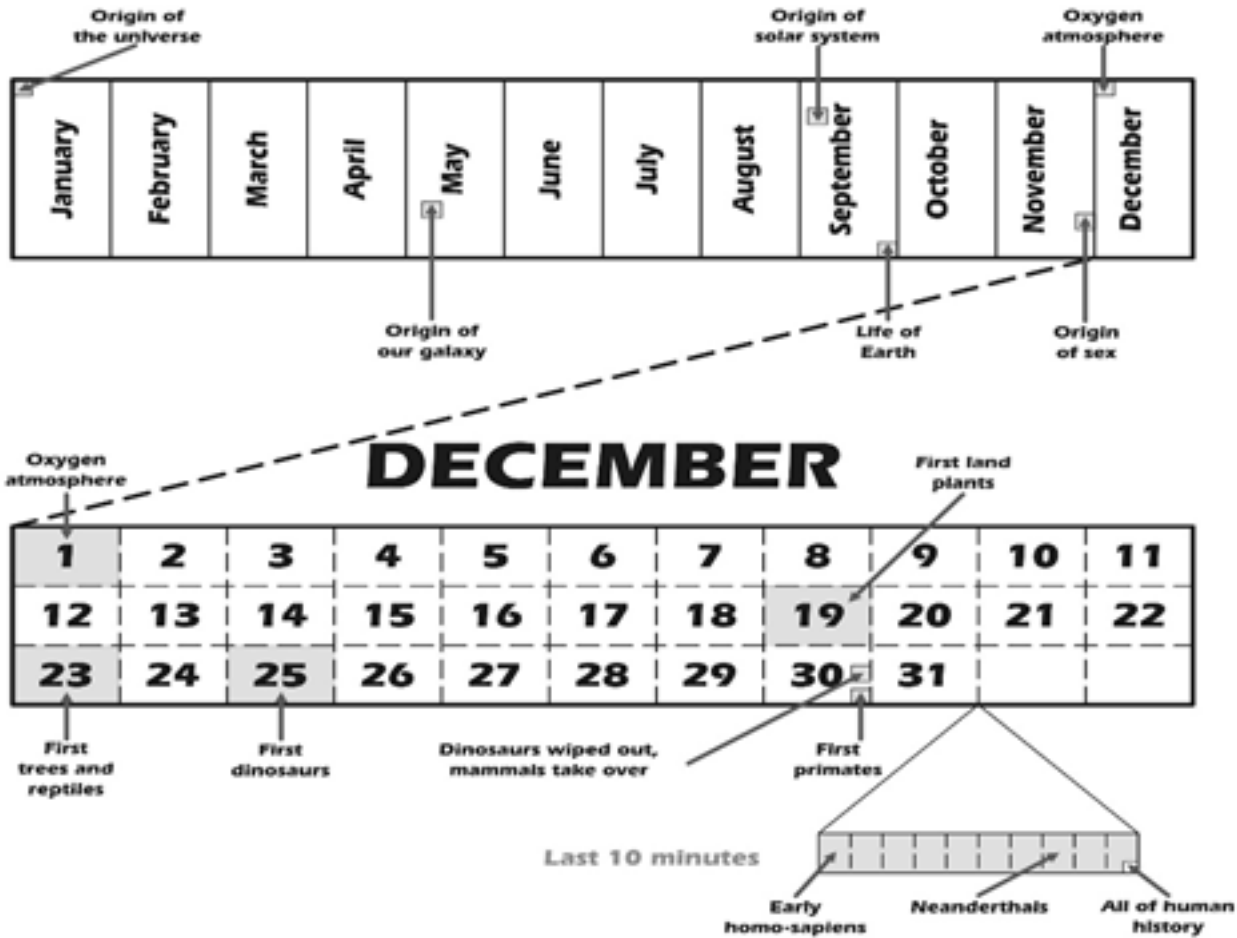 Origin of
the universe
Origin of
solar system
Oxygen
atmosphere
January
February
March
April
May
June
July
August
September
October
November
December
Origin of
our galaxy
Life of
Earth
Origin
of sex
DECEMBER
Oxygen
atmosphere
First land
plants
1 2 3 4 5 6 7 8 9 10 11
12 13 14 15 16 17 18 19 20 21 22
23 24 25 26 27 28 29 30 31
First
trees and
reptiles
First
dinosaurs
Dinosaurs wiped out,
mammals take over
First
primates
Last 10 minutes
Early
homo-sapiens
Neanderthals
All of human
history